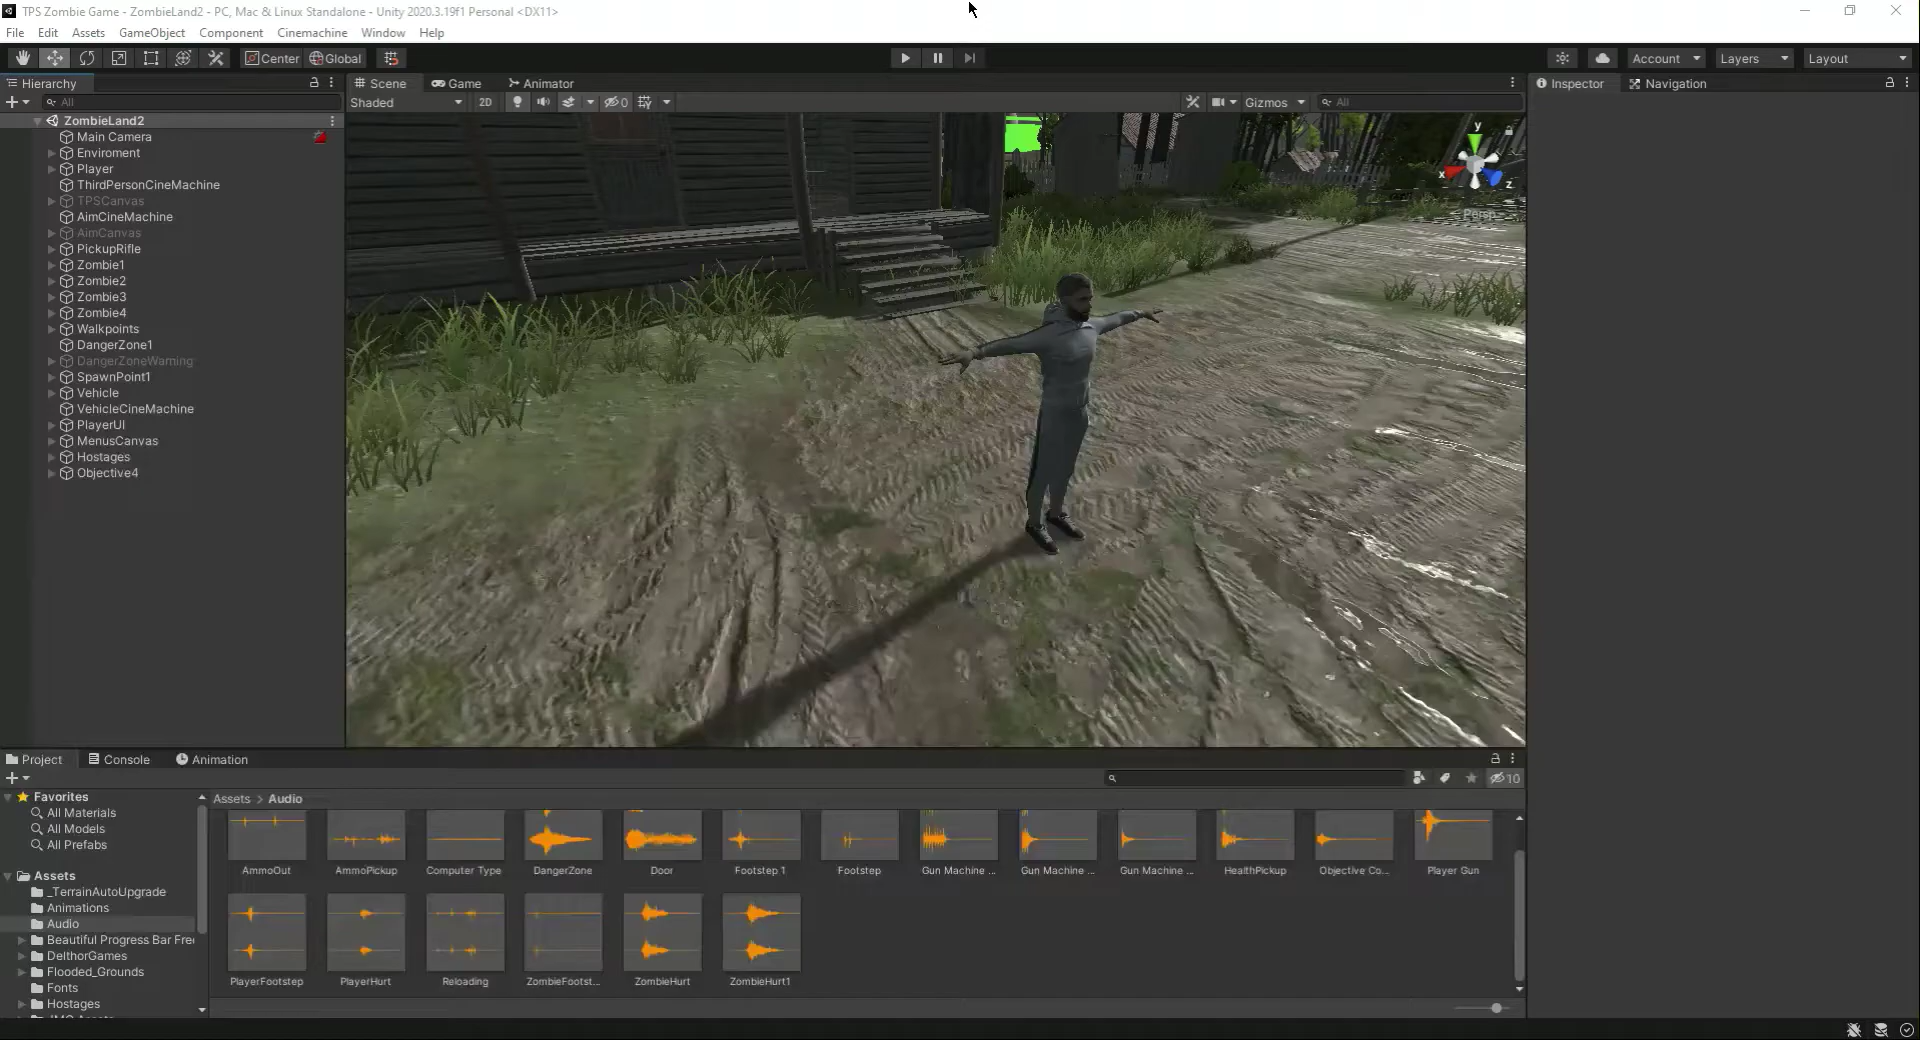 TPS Zombie Game - ZombieLand2 - PC, Mac & Linux Standalone - Unity 2020.3.19f1 Personal <DX11>
File Edit Assets GameObject Component Cinemachine Window Help
Center Global Account Layers Layout
Hierarchy
All
ZombieLand2
Main Camera
Enviroment
Player
ThirdPersonCineMachine
TPSCanvas
AimCineMachine
AimCanvas
PickupRifle
Zombie1
Zombie2
Zombie3
Zombie4
Walkpoints
DangerZone1
DangerZoneWarning
SpawnPoint1
Vehicle
VehicleCineMachine
PlayerUI
MenusCanvas
Hostages
Objective4
Scene Game Animator
Shaded 2D 0 Gizmos All
y
x
z
Persp
Inspector Navigation
Project Console Animation
10
Favorites
All Materials
All Models
All Prefabs
Assets
_TerrainAutoUpgrade
Animations
Audio
Beautiful Progress Bar Free
DelthorGames
Flooded_Grounds
Fonts
Hostages
Assets > Audio
AmmoOut AmmoPickup Computer Type DangerZone Door Footstep 1 Footstep Gun Machine ... Gun Machine ... Gun Machine ... HealthPickup Objective Co... Player Gun
PlayerFootstep PlayerHurt Reloading ZombieFootst... ZombieHurt ZombieHurt1